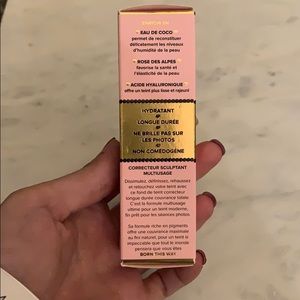 EAU DE COCO
permet de reconstituer
délicatement les niveaux
d'humidité de la peau
ROSE DES ALPES
favorise la santé et
l'élasticité de la peau
ACIDE HYALURONIQUE
offre un teint plus lisse et rajeuni
HYDRATANT
LONGUE DURÉE
NE BRILLE PAS SUR
LES PHOTOS
NON COMÉDOGÈNE
CORRECTEUR SCULPTANT
MULTIUSAGE
Dissimulez, définissez, rehaussez
et retouchez votre teint avec
ce fond de teint correcteur
longue durée couvrance totale.
C'est la formule multiusage
ultime pour un teint moderne,
fin prêt pour les séances photos.
Sa formule riche en pigments
offre une couvrance maximale
au fini naturel, pour un teint si
impeccable que tout le monde
pensera que vous êtes
BORN THIS WAY